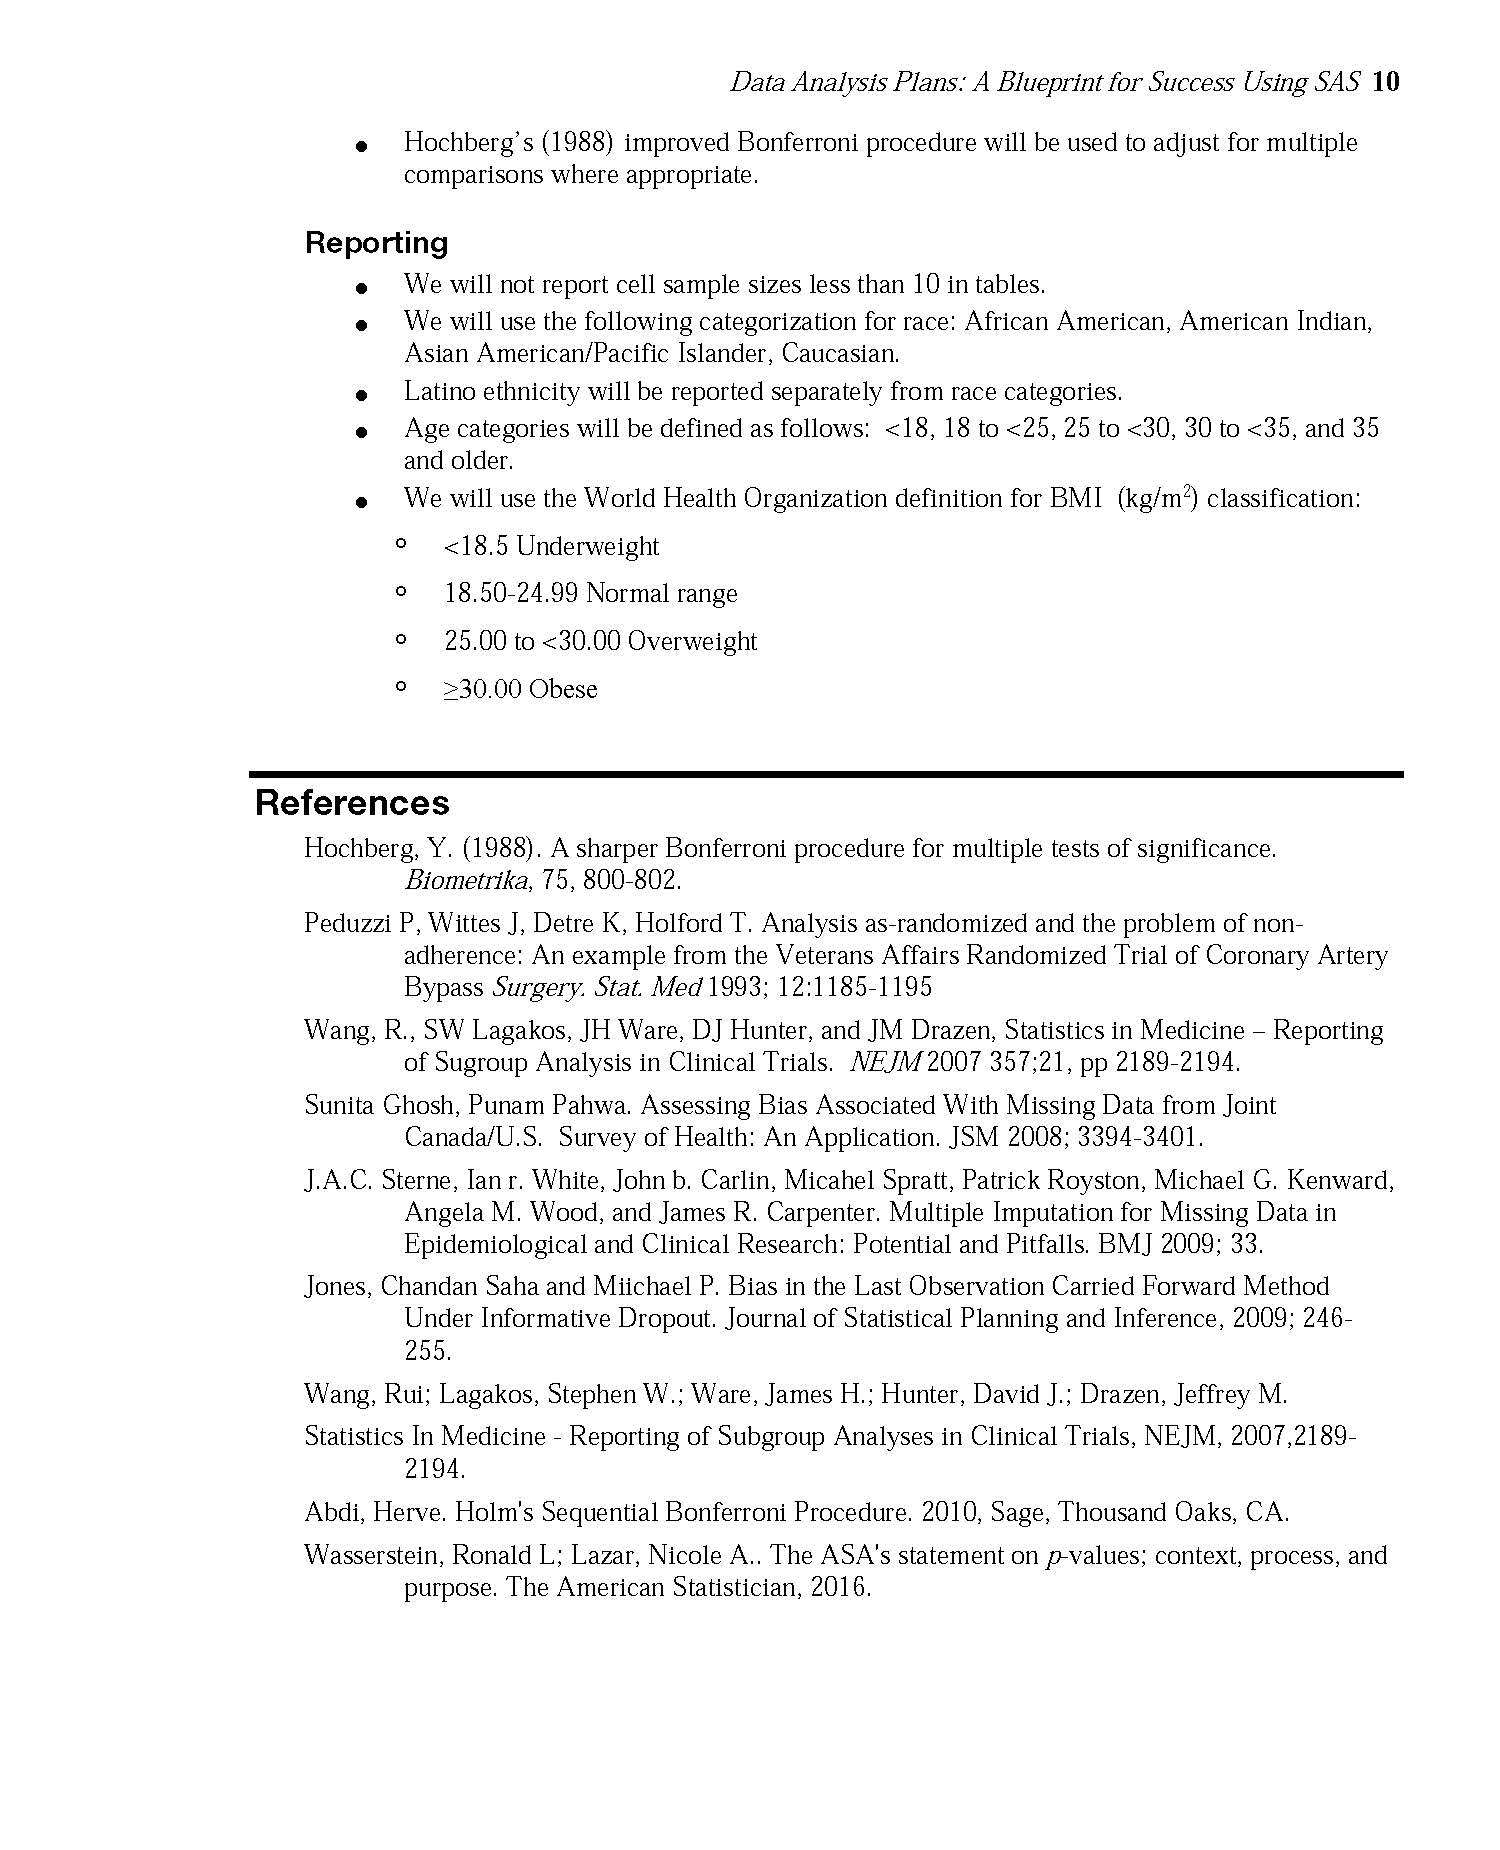 Data Analysis Plans: A Blueprint for Success Using SAS 10
● Hochberg's (1988) improved Bonferroni procedure will be used to adjust for multiple
comparisons where appropriate.
Reporting
● We will not report cell sample sizes less than 10 in tables.
● We will use the following categorization for race: African American, American Indian,
Asian American/Pacific Islander, Caucasian.
● Latino ethnicity will be reported separately from race categories.
● Age categories will be defined as follows: <18, 18 to <25, 25 to <30, 30 to <35, and 35
and older.
● We will use the World Health Organization definition for BMI (kg/m²) classification:
○ <18.5 Underweight
○ 18.50-24.99 Normal range
○ 25.00 to <30.00 Overweight
○ ≥30.00 Obese
References
Hochberg, Y. (1988). A sharper Bonferroni procedure for multiple tests of significance.
Biometrika, 75, 800-802.
Peduzzi P, Wittes J, Detre K, Holford T. Analysis as-randomized and the problem of non-
adherence: An example from the Veterans Affairs Randomized Trial of Coronary Artery
Bypass Surgery. Stat. Med 1993; 12:1185-1195
Wang, R., SW Lagakos, JH Ware, DJ Hunter, and JM Drazen, Statistics in Medicine – Reporting
of Sugroup Analysis in Clinical Trials. NEJM 2007 357;21, pp 2189-2194.
Sunita Ghosh, Punam Pahwa. Assessing Bias Associated With Missing Data from Joint
Canada/U.S. Survey of Health: An Application. JSM 2008; 3394-3401.
J.A.C. Sterne, Ian r. White, John b. Carlin, Micahel Spratt, Patrick Royston, Michael G. Kenward,
Angela M. Wood, and James R. Carpenter. Multiple Imputation for Missing Data in
Epidemiological and Clinical Research: Potential and Pitfalls. BMJ 2009; 33.
Jones, Chandan Saha and Miichael P. Bias in the Last Observation Carried Forward Method
Under Informative Dropout. Journal of Statistical Planning and Inference, 2009; 246-
255.
Wang, Rui; Lagakos, Stephen W.; Ware, James H.; Hunter, David J.; Drazen, Jeffrey M.
Statistics In Medicine - Reporting of Subgroup Analyses in Clinical Trials, NEJM, 2007,2189-
2194.
Abdi, Herve. Holm's Sequential Bonferroni Procedure. 2010, Sage, Thousand Oaks, CA.
Wasserstein, Ronald L; Lazar, Nicole A.. The ASA's statement on p-values; context, process, and
purpose. The American Statistician, 2016.